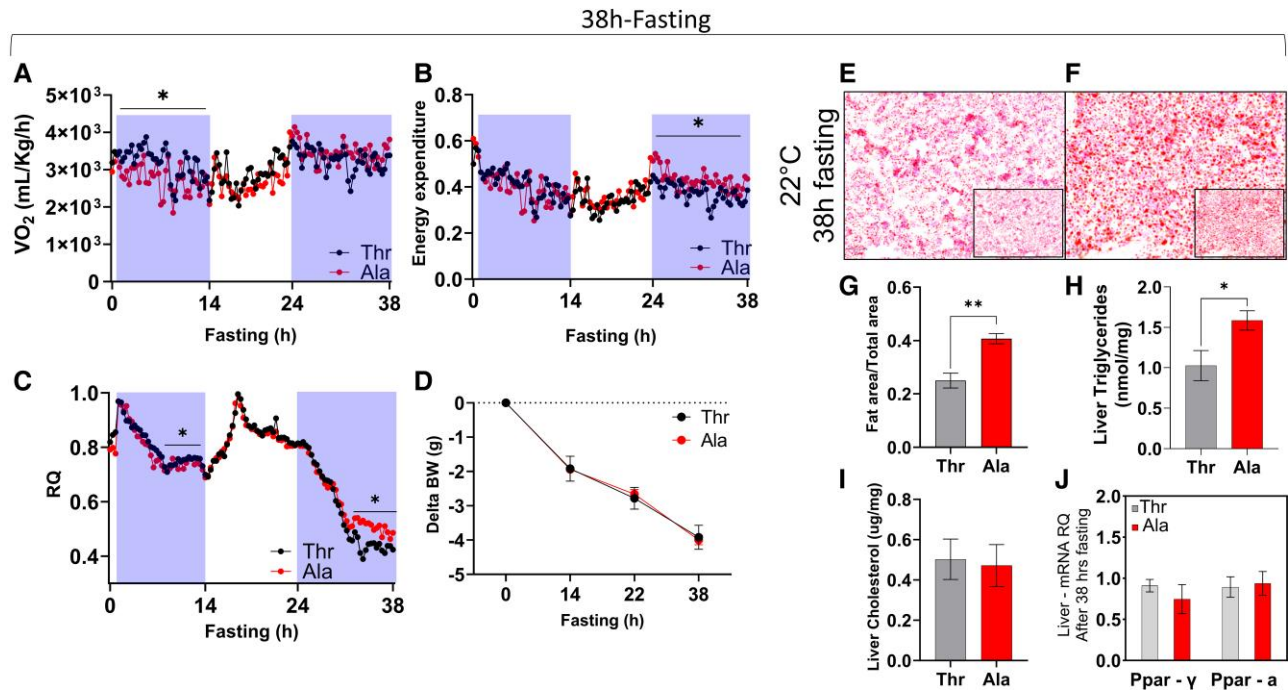 38h-Fasting
A
VO2 (mL/Kg/h)
5×10³
4×10³
3×10³
2×10³
1×10³
0
*
Thr
Ala
0 14 24 38
Fasting (h)
B
Energy expenditure
0.8
0.6
0.4
0.2
0.0
*
Thr
Ala
0 14 24 38
Fasting (h)
C
RQ
1.0
0.8
0.6
0.4
*
*
Thr
Ala
0 14 24 38
Fasting (h)
D
Delta BW (g)
0
-1
-2
-3
-4
-5
Thr
Ala
0 14 22 38
Fasting (h)
E
F
22°C
38h fasting
G
Fat area/Total area
0.6
0.4
0.2
0.0
**
Thr Ala
H
Liver Triglycerides
(nmol/mg)
2.0
1.5
1.0
0.5
0.0
*
Thr Ala
I
Liver Cholesterol (ug/mg)
0.8
0.6
0.4
0.2
0.0
Thr Ala
J
Liver - mRNA RQ
After 38 hrs fasting
2.0
1.5
1.0
0.5
0.0
Thr
Ala
Ppar - γ Ppar - a